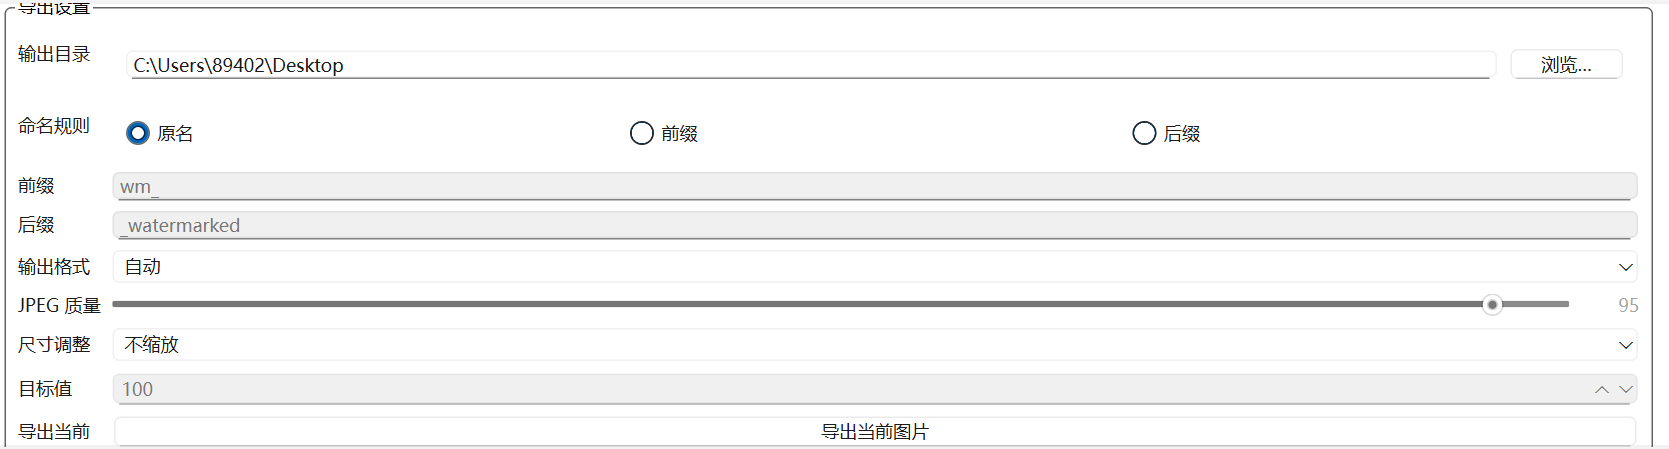 导出设置
输出目录 C:\Users\89402\Desktop 浏览...
命名规则 原名 前缀 后缀
前缀 wm_
后缀 _watermarked
输出格式 自动
JPEG 质量 95
尺寸调整 不缩放
目标值 100
导出当前 导出当前图片